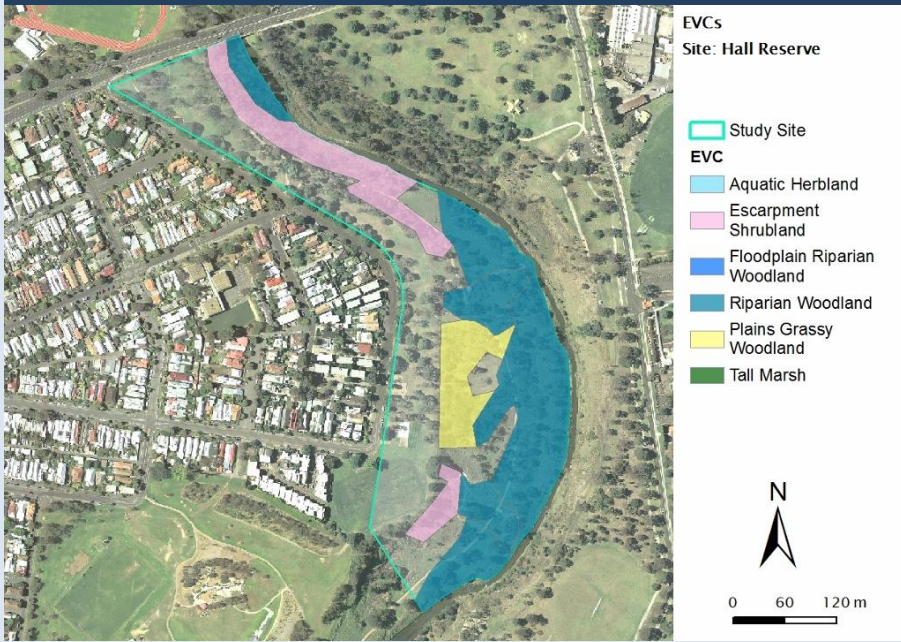 EVCs
Site: Hall Reserve
Study Site
EVC
Aquatic Herbland
Escarpment
Shrubland
Floodplain Riparian
Woodland
Riparian Woodland
Plains Grassy
Woodland
Tall Marsh
N
0 60 120 m